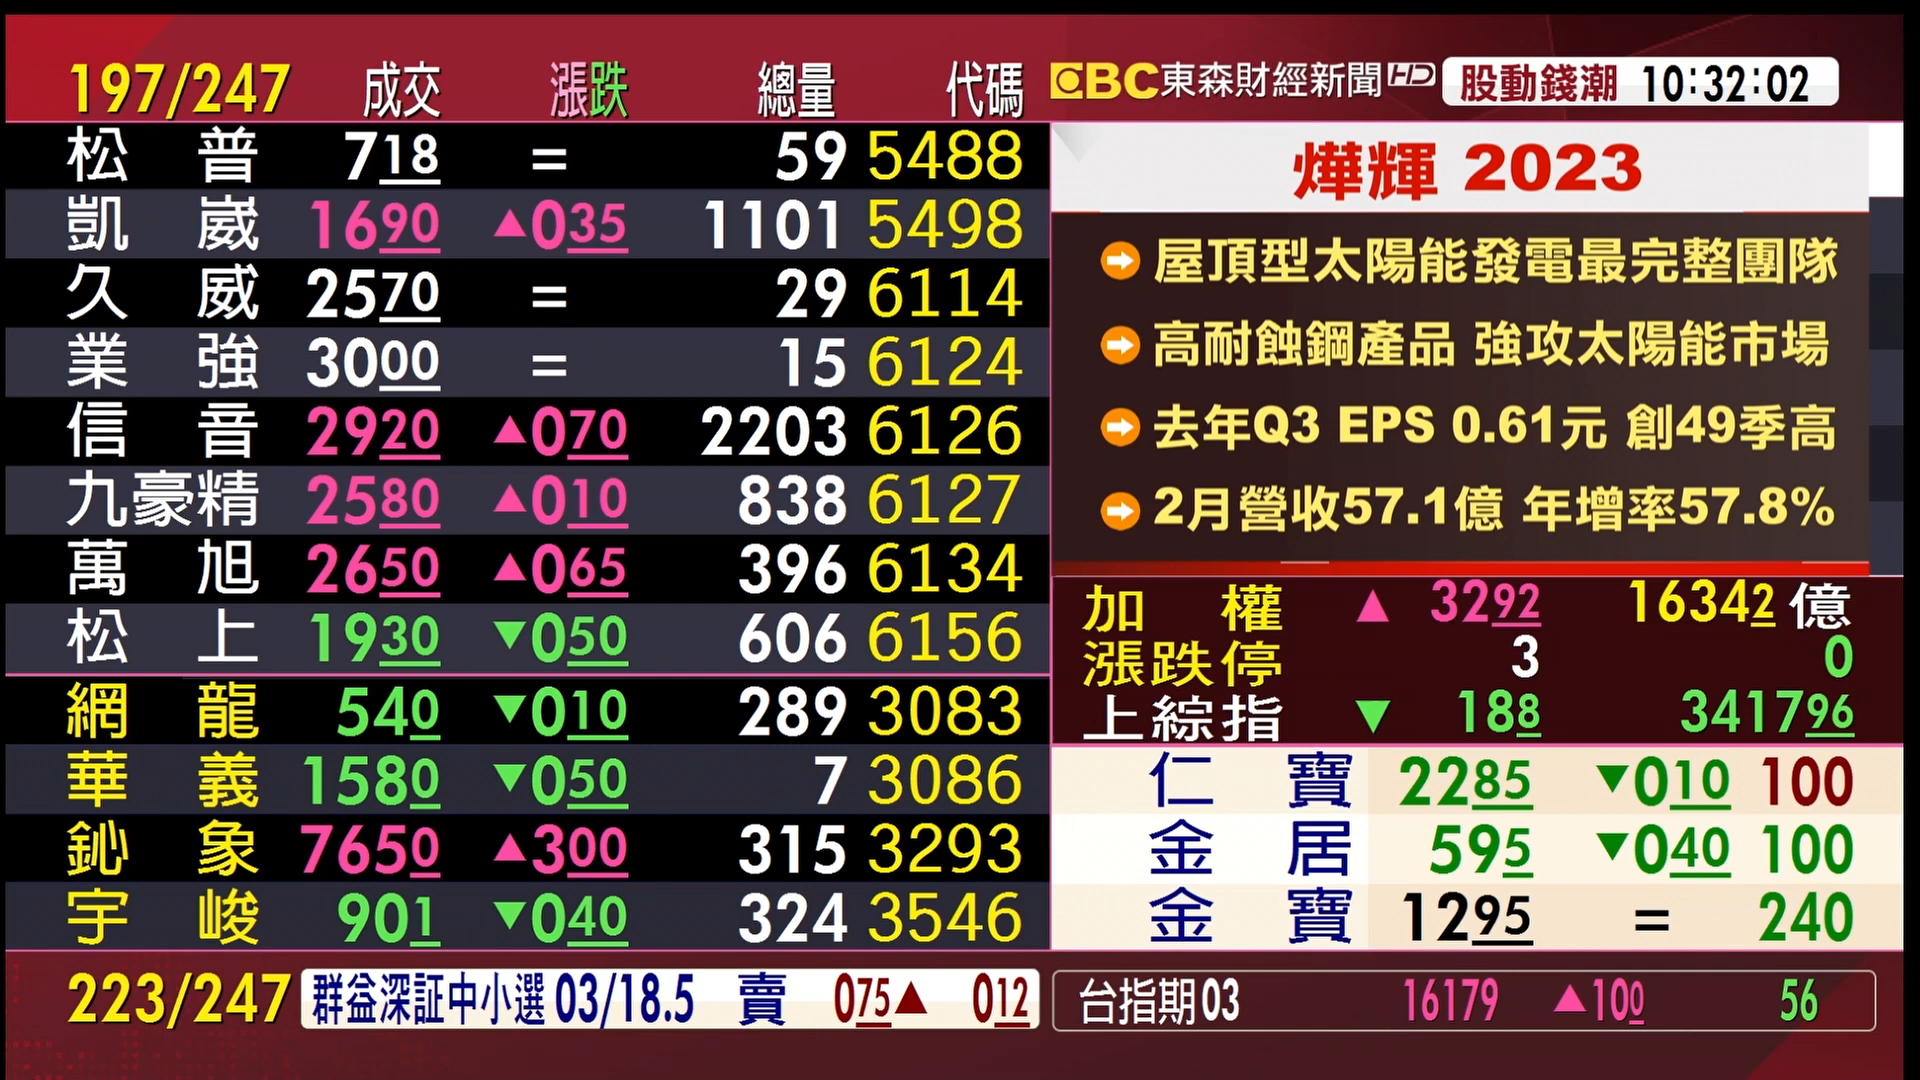 197/247 成交 漲跌 總量 代碼
松普 718 = 59 5488
凱崴 1690 ▲035 1101 5498
久威 2570 = 29 6114
業強 3000 = 15 6124
信音 2920 ▲070 2203 6126
九豪精 2580 ▲010 838 6127
萬旭 2650 ▲065 396 6134
松上 1930 ▼050 606 6156
網龍 540 ▼010 289 3083
華義 1580 ▼050 7 3086
鈊象 7650 ▲300 315 3293
宇峻 901 ▼040 324 3546
223/247 群益深証中小選 03/18.5 賣 075▲ 012
EBC東森財經新聞HD 股動錢潮 10:32:02
燁輝 2023
屋頂型太陽能發電最完整團隊
高耐蝕鋼產品 強攻太陽能市場
去年Q3 EPS 0.61元 創49季高
2月營收57.1億 年增率57.8%
加權 ▲ 3292 16342 億
漲跌停 3 0
上綜指 ▼ 188 341796
仁寶 2285 ▼010 100
金居 595 ▼040 100
金寶 1295 = 240
台指期03 16179 ▲100 56